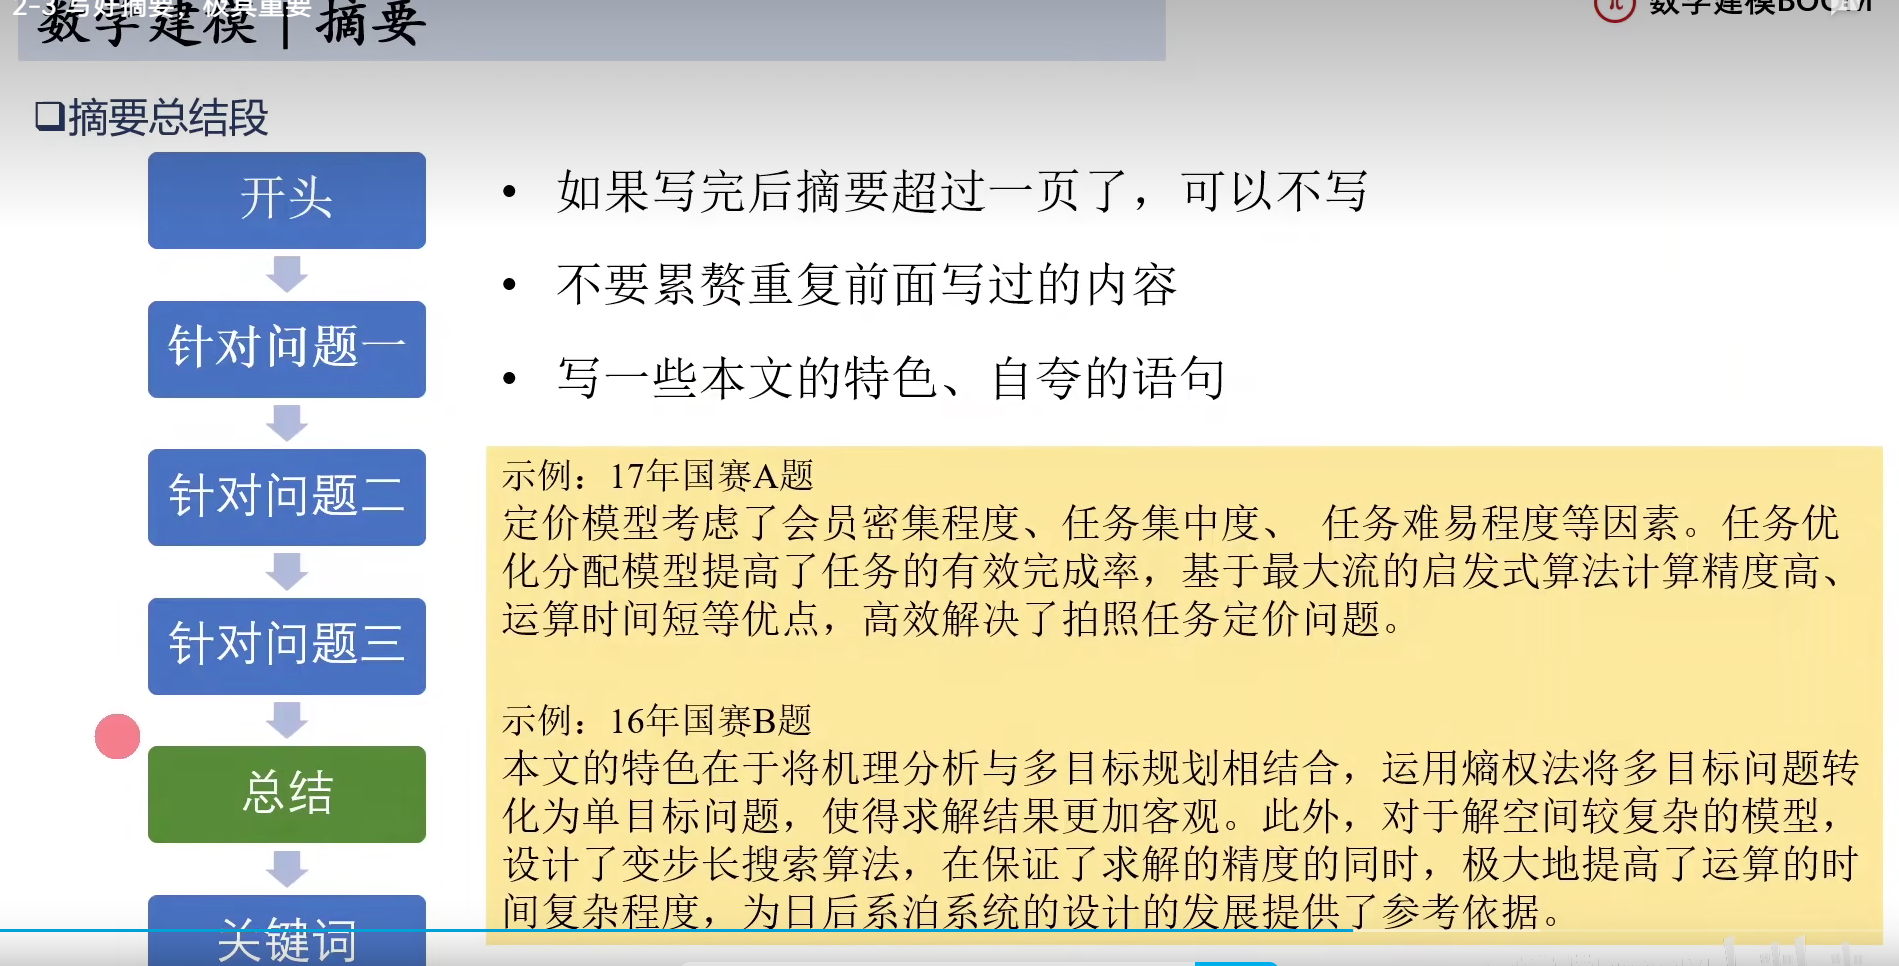 2-3 写好摘要，极其重要
数学建模 | 摘要
数学建模BOOM
❑摘要总结段
开头
针对问题一
针对问题二
针对问题三
总结
关键词
• 如果写完后摘要超过一页了，可以不写
• 不要累赘重复前面写过的内容
• 写一些本文的特色、自夸的语句
示例：17年国赛A题
定价模型考虑了会员密集程度、任务集中度、 任务难易程度等因素。任务优
化分配模型提高了任务的有效完成率，基于最大流的启发式算法计算精度高、
运算时间短等优点，高效解决了拍照任务定价问题。
示例：16年国赛B题
本文的特色在于将机理分析与多目标规划相结合，运用熵权法将多目标问题转
化为单目标问题，使得求解结果更加客观。此外，对于解空间较复杂的模型，
设计了变步长搜索算法，在保证了求解的精度的同时，极大地提高了运算的时
间复杂程度，为日后系泊系统的设计的发展提供了参考依据。